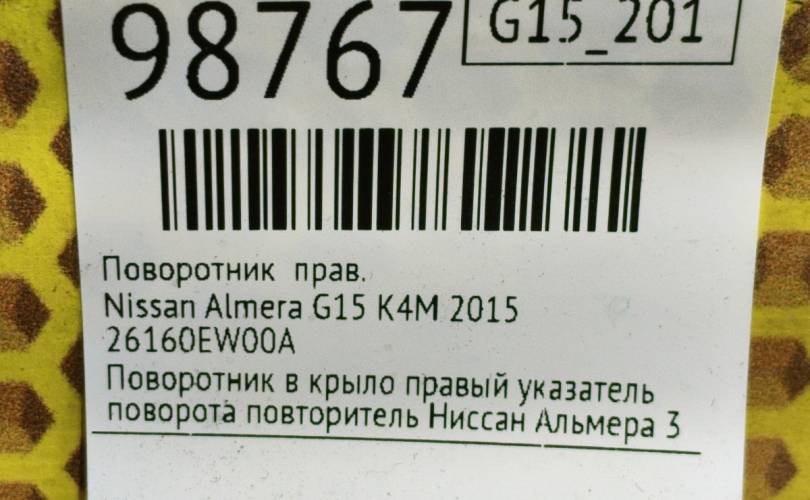 98767
G15_201
Поворотник прав.
Nissan Almera G15 K4M 2015
26160EW00A
Поворотник в крыло правый указатель
поворота повторитель Ниссан Альмера 3